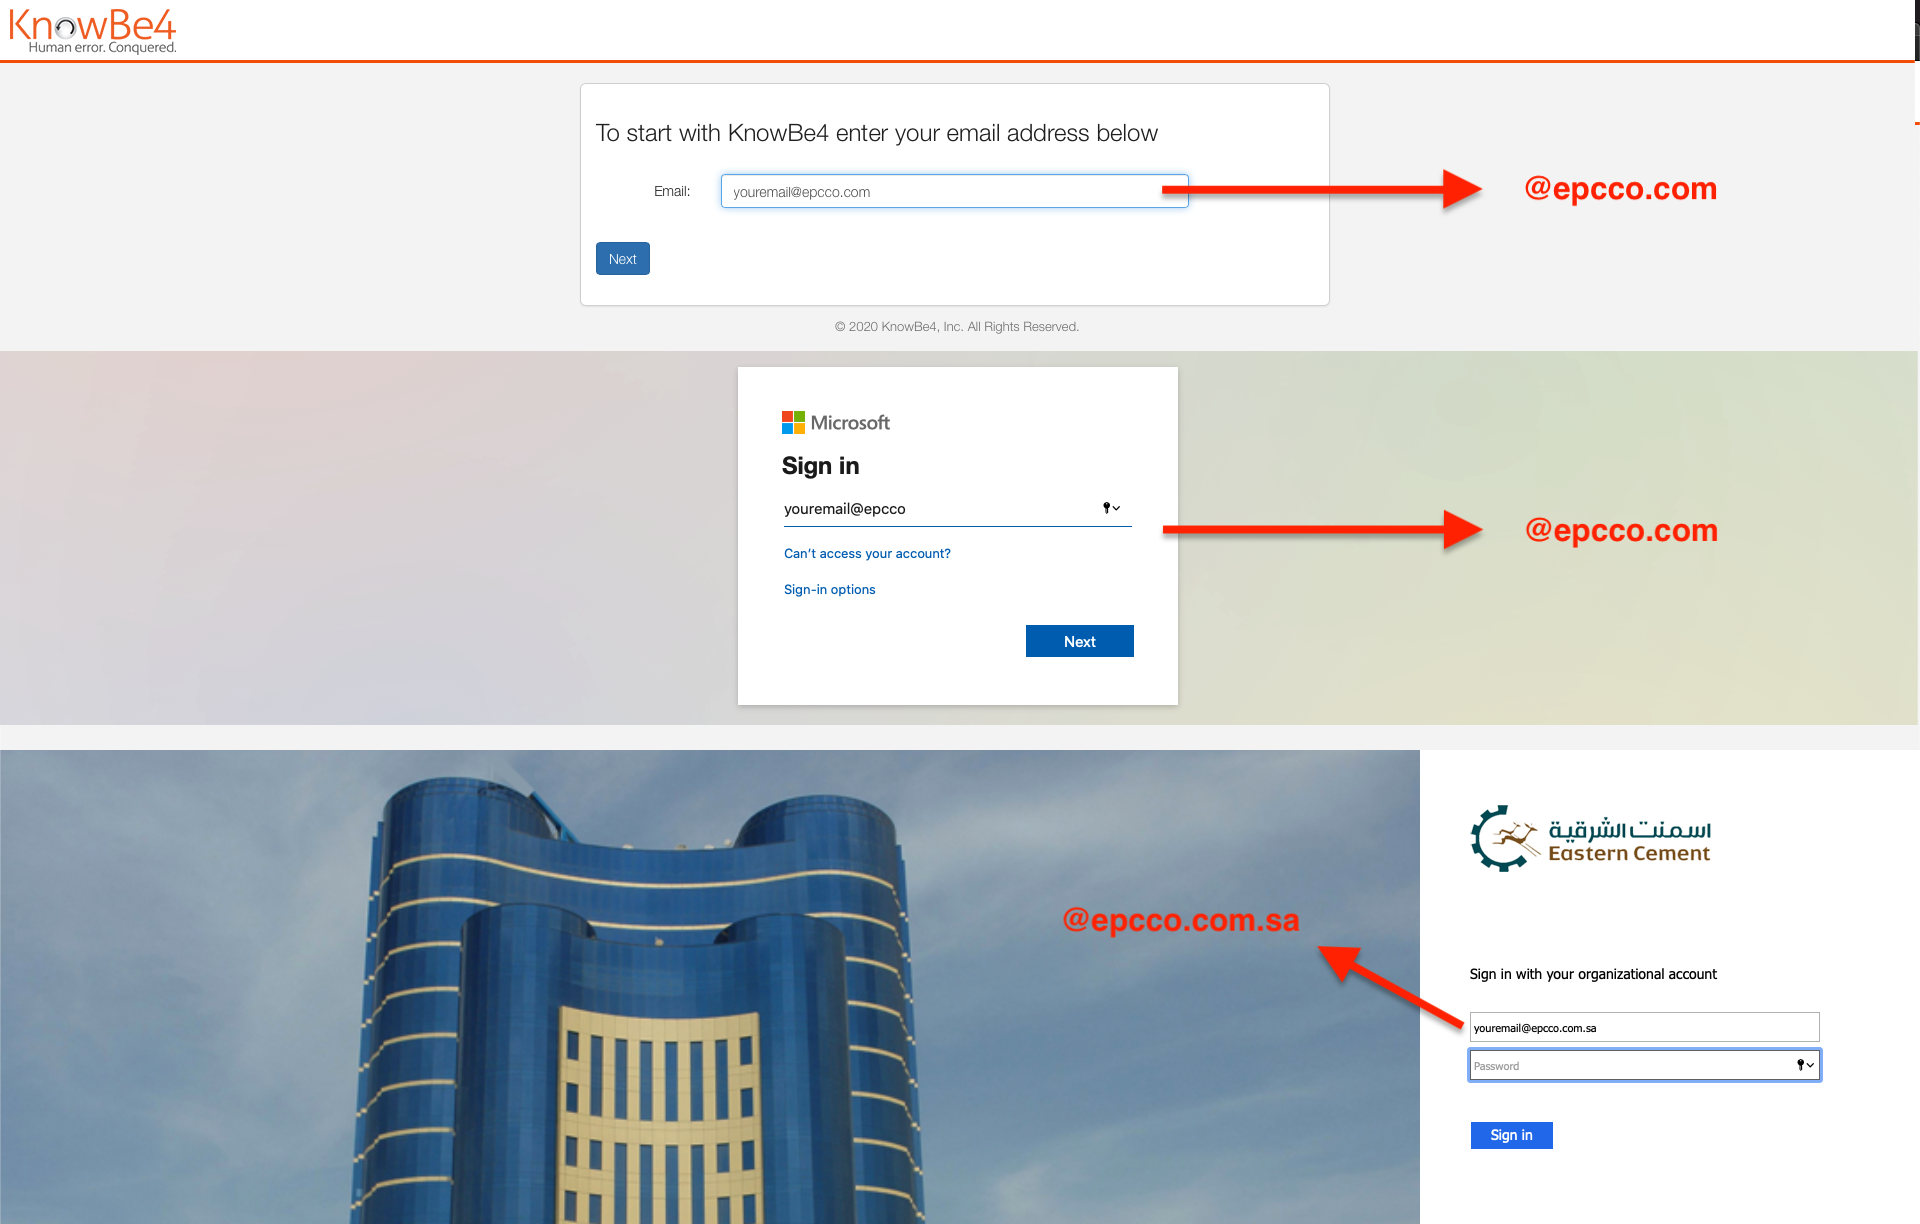 KnowBe4
Human error. Conquered.
To start with KnowBe4 enter your email address below
Email:
youremail@epcco.com
@epcco.com
Next
© 2020 KnowBe4, Inc. All Rights Reserved.
Microsoft
Sign in
youremail@epcco
@epcco.com
Can't access your account?
Sign-in options
Next
اسمنت الشرقية
Eastern Cement
@epcco.com.sa
Sign in with your organizational account
youremail@epcco.com.sa
Password
Sign in